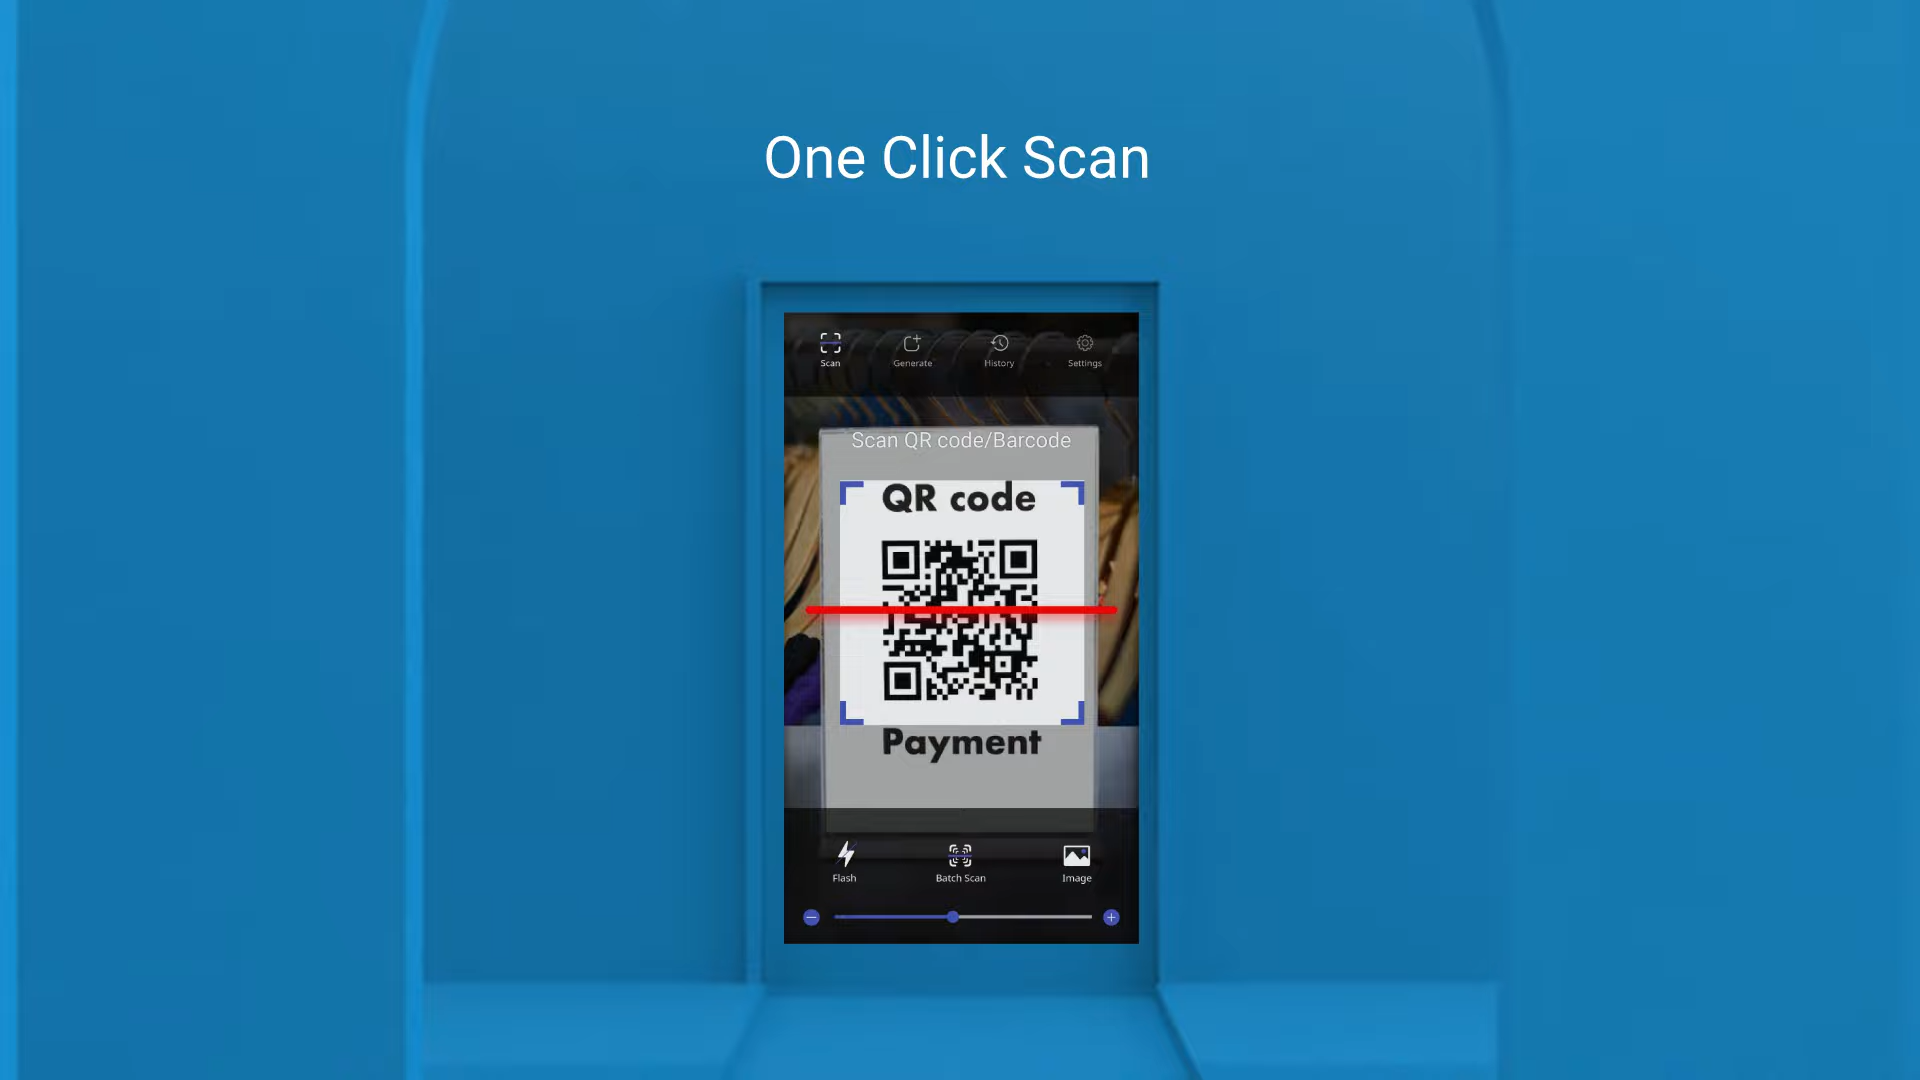 One Click Scan
Scan Generate History Settings
Scan QR code/Barcode
QR code
Payment
Flash Batch Scan Image